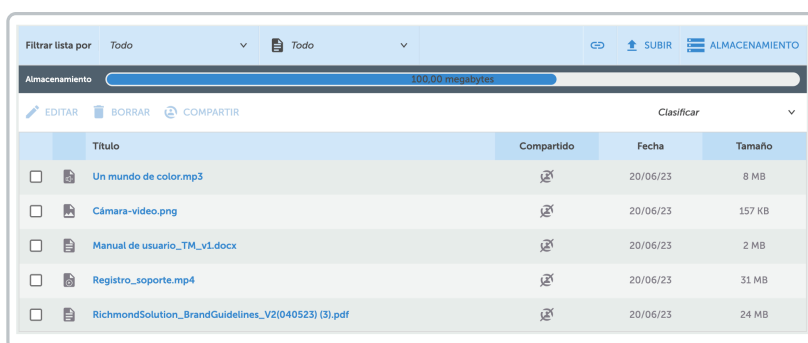 Filtrar lista por Todo Todo SUBIR ALMACENAMIENTO
Almacenamiento 100,00 megabytes
EDITAR BORRAR COMPARTIR Clasificar
Título Compartido Fecha Tamaño
Un mundo de color.mp3 20/06/23 8 MB
Cámara-video.png 20/06/23 157 KB
Manual de usuario_TM_v1.docx 20/06/23 2 MB
Registro_soporte.mp4 20/06/23 31 MB
RichmondSolution_BrandGuidelines_V2(040523) (3).pdf 20/06/23 24 MB